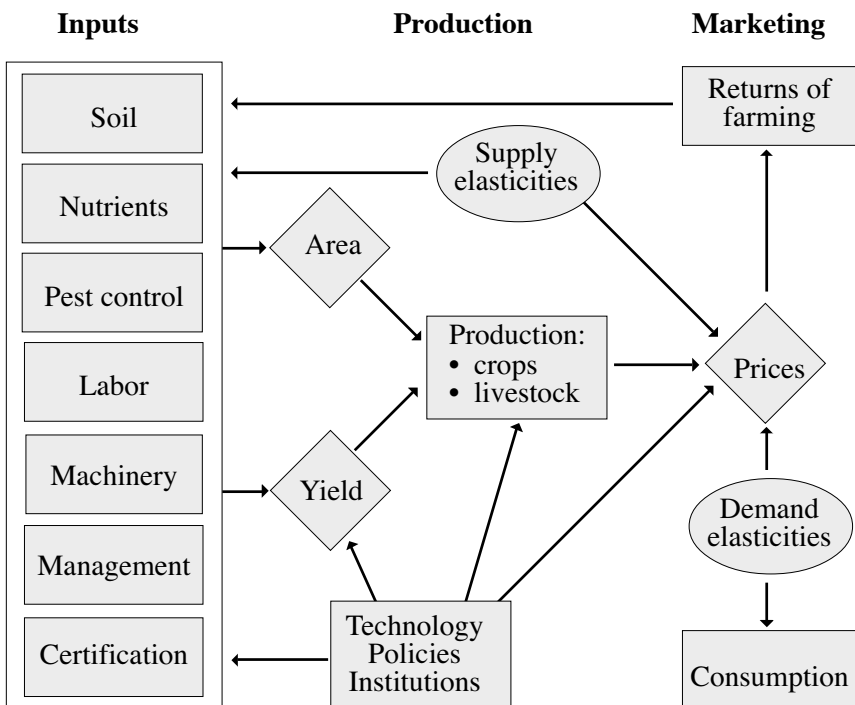 Inputs
Production
Marketing
Soil
Nutrients
Pest control
Labor
Machinery
Management
Certification
Area
Yield
Supply
elasticities
Production:
• crops
• livestock
Technology
Policies
Institutions
Returns of
farming
Prices
Demand
elasticities
Consumption